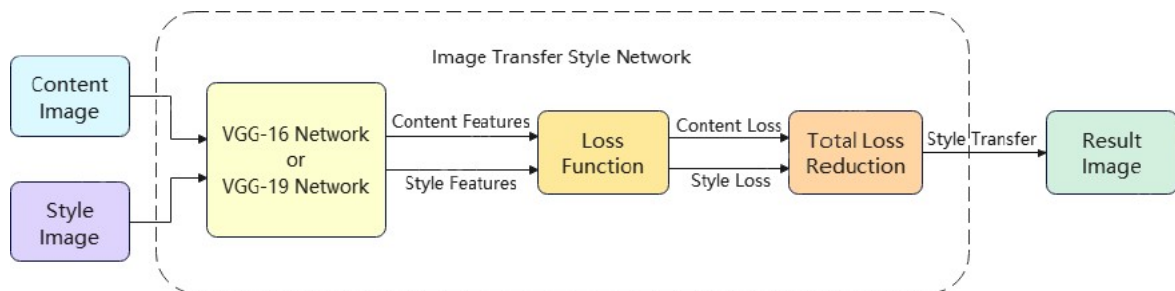 Image Transfer Style Network
Content
Image
Style
Image
VGG-16 Network
or
VGG-19 Network
Content Features
Style Features
Loss
Function
Content Loss
Style Loss
Total Loss
Reduction
Style Transfer
Result
Image